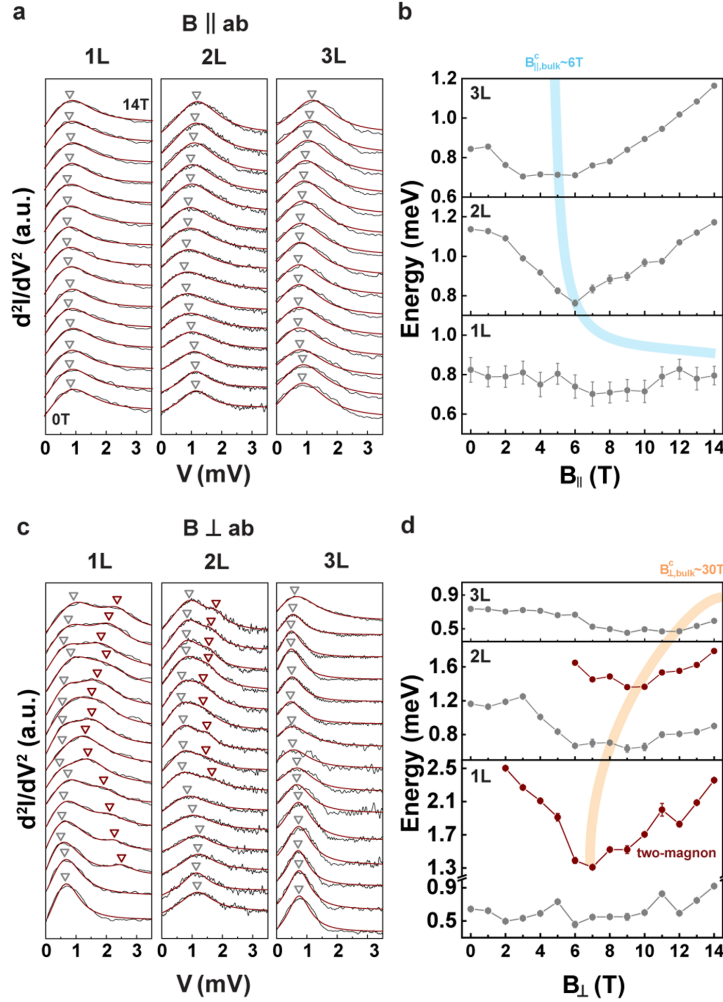 a
B || ab
1L 2L 3L
14T
0T
d²I/dV² (a.u.)
0 1 2 3 0 1 2 3 0 1 2 3
V (mV)
b
B^c_||,bulk~6T
3L
1.2
1.0
0.8
0.6
2L
1.2
1.0
0.8
1L
1.0
0.8
0.6
Energy (meV)
0 2 4 6 8 10 12 14
B_|| (T)
c
B ⊥ ab
1L 2L 3L
d²I/dV² (a.u.)
0 1 2 3 0 1 2 3 0 1 2 3
V (mV)
d
B^c_⊥,bulk~30T
3L
0.9
0.5
2L
1.6
1.2
0.8
1L
2.5
2.1
1.7
1.3
0.9
0.5
two-magnon
Energy (meV)
0 2 4 6 8 10 12 14
B_⊥ (T)